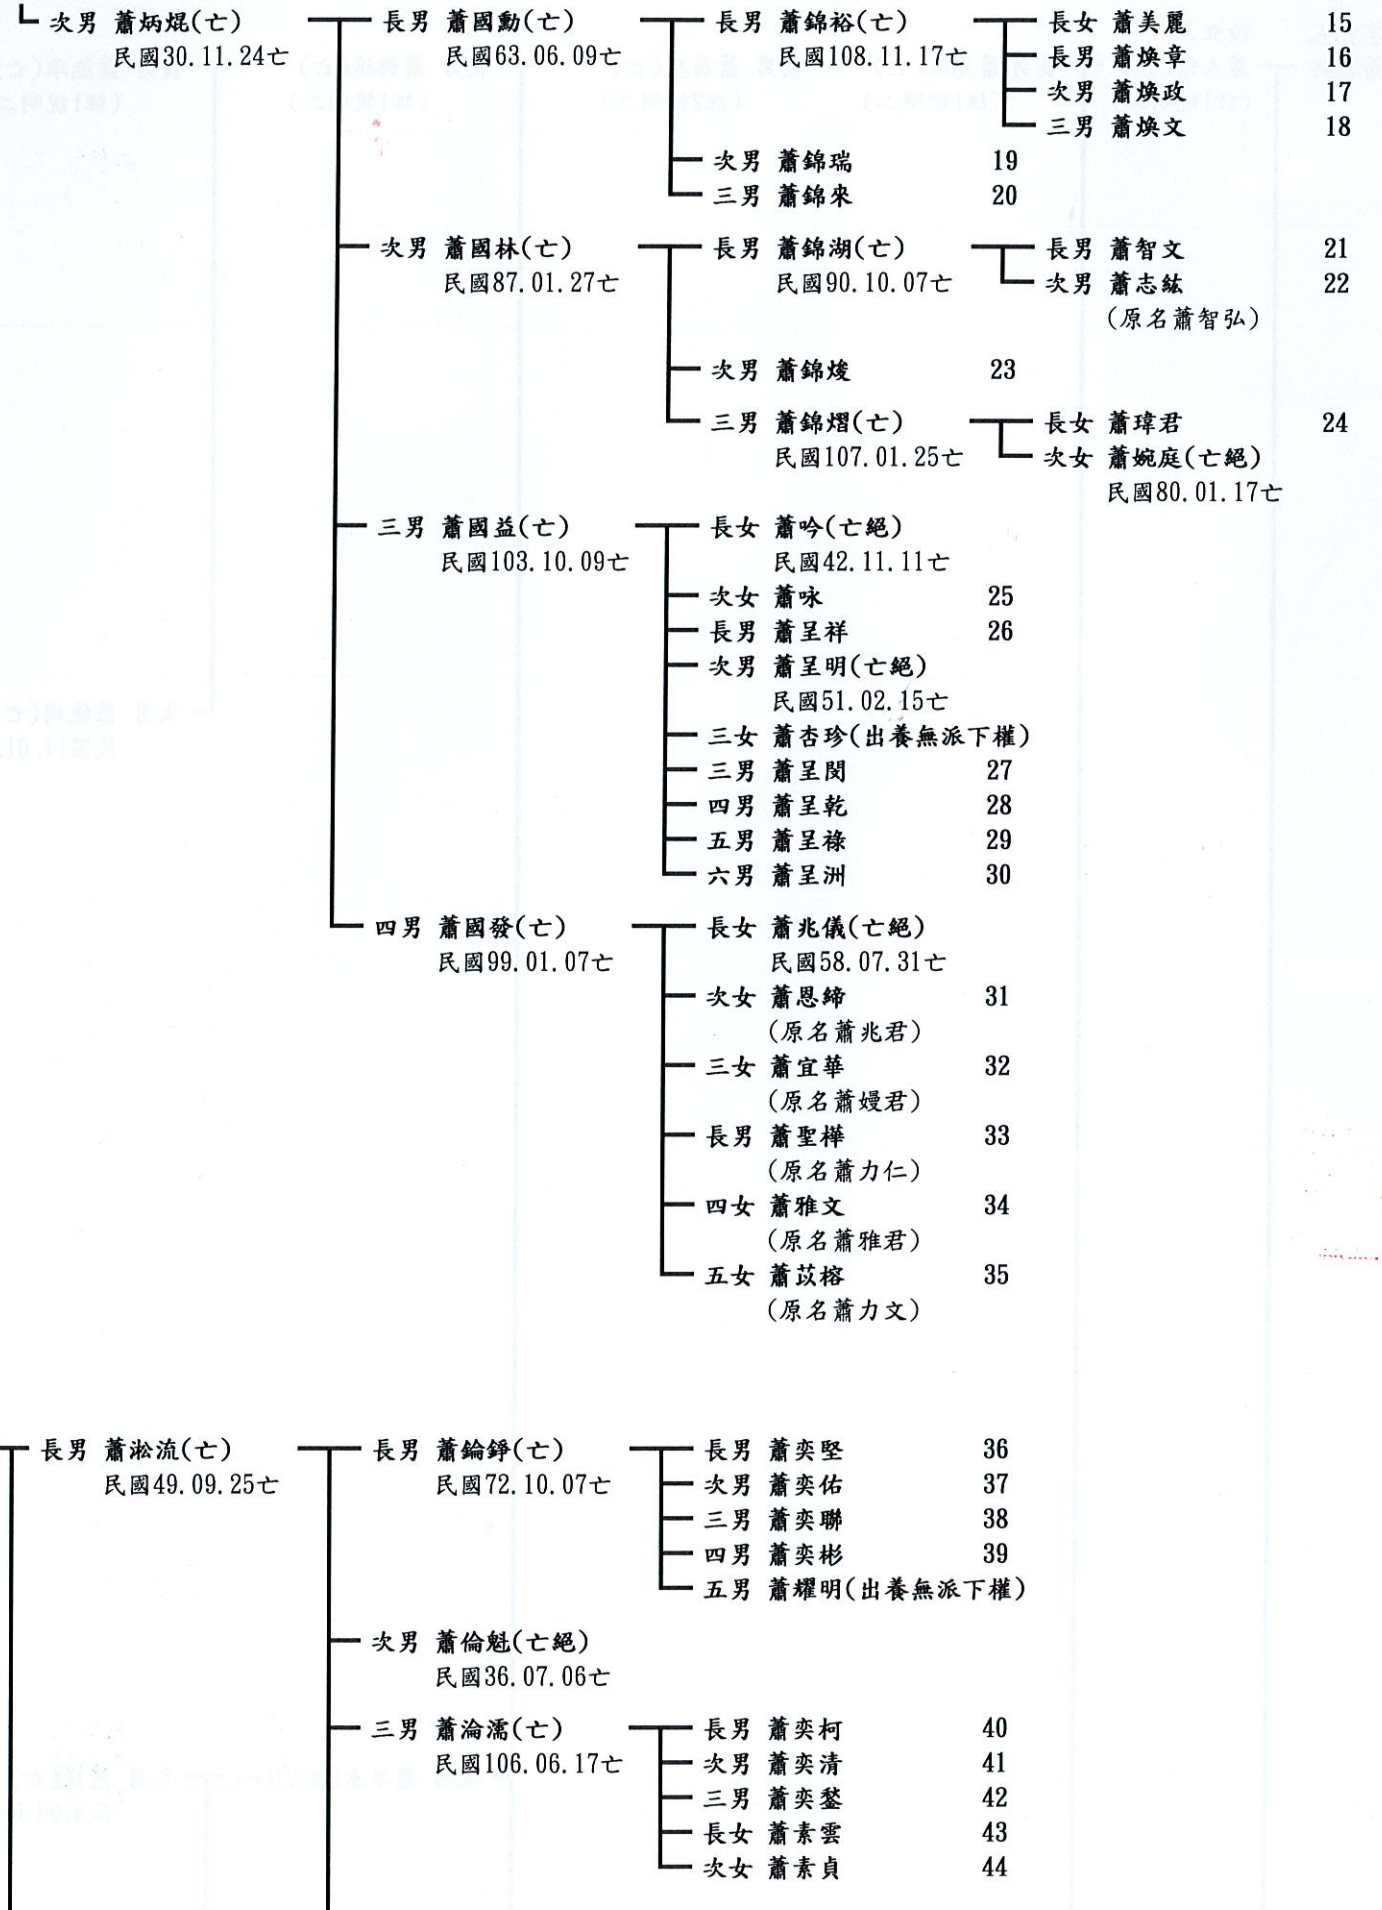 次男 蕭炳焜(亡) 長男 蕭國勳(亡) 長男 蕭錦裕(亡) 長女 蕭美麗 15
民國30.11.24亡 民國63.06.09亡 民國108.11.17亡 長男 蕭煥章 16
次男 蕭煥政 17
三男 蕭煥文 18
次男 蕭錦瑞 19
三男 蕭錦來 20
次男 蕭國林(亡) 長男 蕭錦湖(亡) 長男 蕭智文 21
民國87.01.27亡 民國90.10.07亡 次男 蕭志紘 22
(原名蕭智弘)
次男 蕭錦焌 23
三男 蕭錦熠(亡) 長女 蕭瑋君 24
民國107.01.25亡 次女 蕭婉庭(亡絕)
民國80.01.17亡
三男 蕭國益(亡) 長女 蕭吟(亡絕)
民國103.10.09亡 民國42.11.11亡
次女 蕭咏 25
長男 蕭呈祥 26
次男 蕭呈明(亡絕)
民國51.02.15亡
三女 蕭杏珍(出養無派下權)
三男 蕭呈閔 27
四男 蕭呈乾 28
五男 蕭呈祿 29
六男 蕭呈洲 30
四男 蕭國發(亡) 長女 蕭兆儀(亡絕)
民國99.01.07亡 民國58.07.31亡
次女 蕭恩締 31
(原名蕭兆君)
三女 蕭宜華 32
(原名蕭嫚君)
長男 蕭聖樺 33
(原名蕭力仁)
四女 蕭雅文 34
(原名蕭雅君)
五女 蕭苡榕 35
(原名蕭力文)
長男 蕭淞流(亡) 長男 蕭錀錚(亡) 長男 蕭奕堅 36
民國49.09.25亡 民國72.10.07亡 次男 蕭奕佑 37
三男 蕭奕聯 38
四男 蕭奕彬 39
五男 蕭耀明(出養無派下權)
次男 蕭倫魁(亡絕)
民國36.07.06亡
三男 蕭淪濡(亡) 長男 蕭奕柯 40
民國106.06.17亡 次男 蕭奕清 41
三男 蕭奕鍫 42
長女 蕭素雲 43
次女 蕭素貞 44